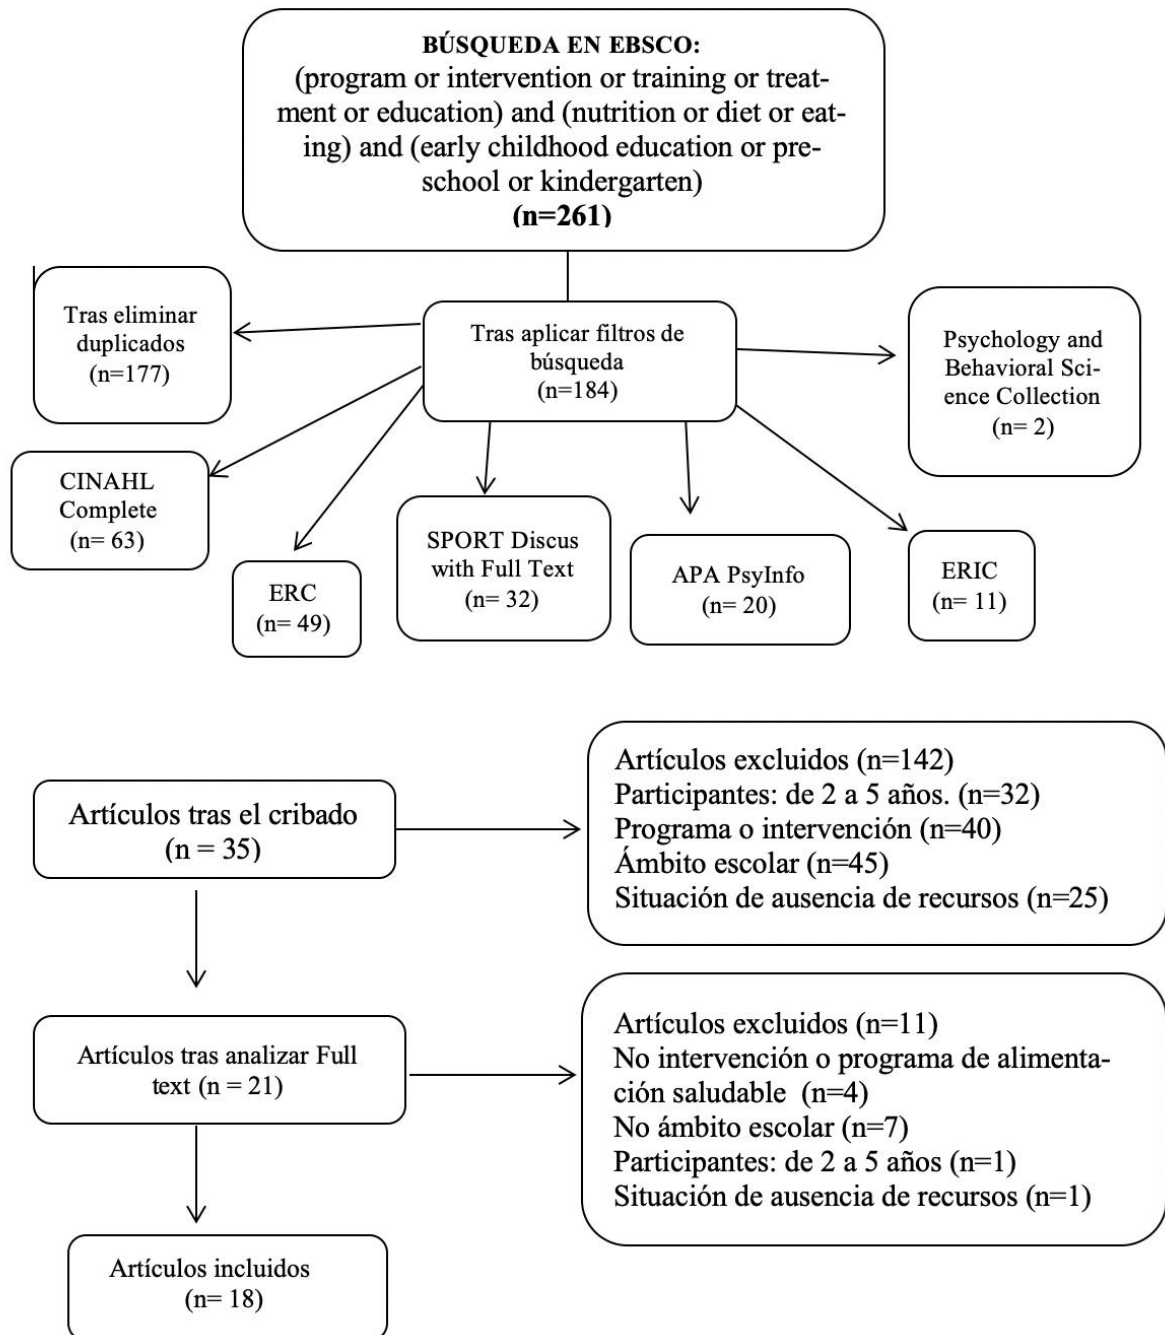 BÚSQUEDA EN EBSCO:
(program or intervention or training or treat-
ment or education) and (nutrition or diet or eat-
ing) and (early childhood education or pre-
school or kindergarten)
(n=261)
Tras eliminar
duplicados
(n=177)
Tras aplicar filtros de
búsqueda
(n=184)
Psychology and
Behavioral Sci-
ence Collection
(n= 2)
CINAHL
Complete
(n= 63)
ERC
(n= 49)
SPORT Discus
with Full Text
(n= 32)
APA PsyInfo
(n= 20)
ERIC
(n= 11)
Artículos tras el cribado
(n = 35)
Artículos excluidos (n=142)
Participantes: de 2 a 5 años. (n=32)
Programa o intervención (n=40)
Ámbito escolar (n=45)
Situación de ausencia de recursos (n=25)
Artículos tras analizar Full
text (n = 21)
Artículos excluidos (n=11)
No intervención o programa de alimenta-
ción saludable (n=4)
No ámbito escolar (n=7)
Participantes: de 2 a 5 años (n=1)
Situación de ausencia de recursos (n=1)
Artículos incluidos
(n= 18)